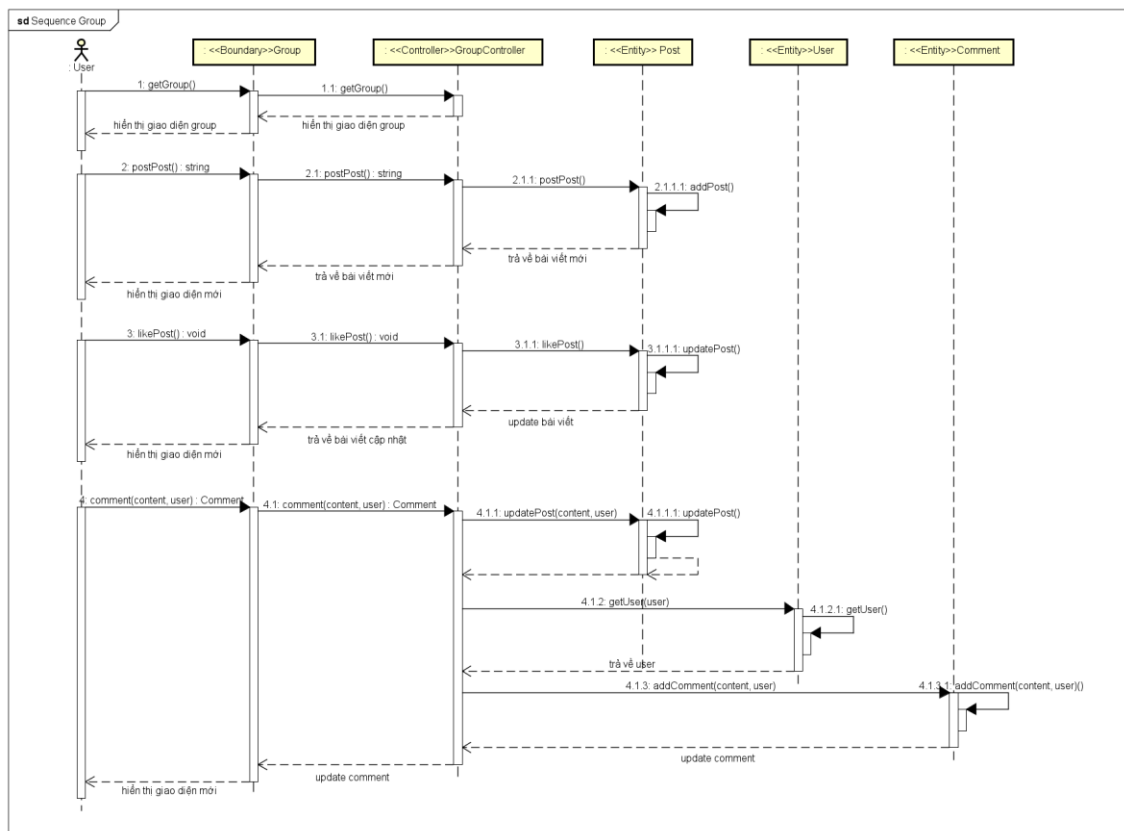 sd Sequence Group
: User
: <<Boundary>>Group
: <<Controller>>GroupController
: <<Entity>> Post
: <<Entity>>User
: <<Entity>>Comment
1: getGroup()
1.1: getGroup()
hiển thị giao diện group
hiển thị giao diện group
2: postPost() : string
2.1: postPost() : string
2.1.1: postPost()
2.1.1.1: addPost()
trả về bài viết mới
trả về bài viết mới
hiển thị giao diện mới
3: likePost() : void
3.1: likePost() : void
3.1.1: likePost()
3.1.1.1: updatePost()
update bài viết
trả về bài viết cập nhật
hiển thị giao diện mới
4: comment(content, user) : Comment
4.1: comment(content, user) : Comment
4.1.1: updatePost(content, user)
4.1.1.1: updatePost()
4.1.2: getUser(user)
4.1.2.1: getUser()
trả về user
4.1.3: addComment(content, user)
4.1.3.1: addComment(content, user)()
update comment
update comment
hiển thị giao diện mới